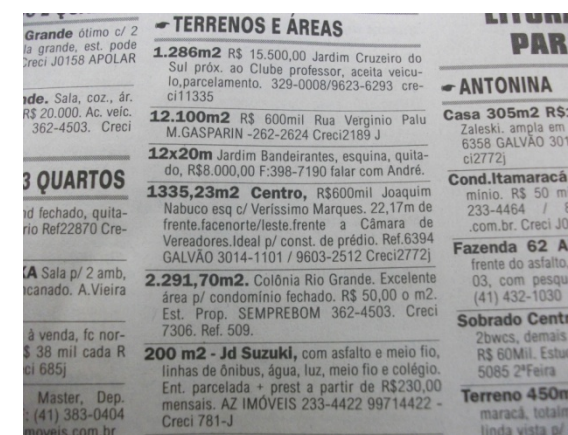 Grande ótimo c/ 2
grande, est. pode
Creci J0158 APOLAR
Sala, coz., ár.
R$ 20.000. Ac. veíc.
362-4503. Creci
3 QUARTOS
fechado, quita-
Ref22870 Cre-
Sala p/ 2 amb,
A.Vieira
à venda, fc nor-
$ 38 mil cada R
685j
Master, Dep.
(41) 383-0404
TERRENOS E ÁREAS
1.286m2 R$ 15.500,00 Jardim Cruzeiro do
Sul próx. ao Clube professor, aceita veicu-
lo,parcelamento. 329-0008/9623-6293 cre-
ci11335
12.100m2 R$ 600mil Rua Verginio Palu
M.GASPARIN -262-2624 Creci2189 J
12x20m Jardim Bandeirantes, esquina, quita-
do, R$8.000,00 F:398-7190 falar com André.
1335,23m2 Centro, R$600mil Joaquim
Nabuco esq c/ Veríssimo Marques. 22,17m de
frente.facenorte/leste.frente a Câmara de
Vereadores.Ideal p/ const. de prédio. Ref.6394
GALVÃO 3014-1101 / 9603-2512 Creci2772j
2.291,70m2. Colônia Rio Grande. Excelente
área p/ condomínio fechado. R$ 50,00 o m2.
Est. Prop. SEMPREBOM 362-4503. Creci
7306. Ref. 509.
200 m2 - Jd Suzuki, com asfalto e meio fio,
linhas de ônibus, água, luz, meio fio e colégio.
Ent. parcelada + prest a partir de R$230,00
mensais. AZ IMÓVEIS 233-4422 99714422 -
Creci 781-J
PAR
ANTONINA
Casa 305m2
Zaleski. ampla em
6358 GALVÃO 301
ci2772j
Cond.Itamaracá
minio. R$ 50
233-4464 /
.com.br. Creci
Fazenda 62
frente do asfalto,
03, com
(41) 432-1030
Sobrado
2bwcs, demais
R$ 60Mil.
5085 2ªFeira
Terreno
linda vista p/